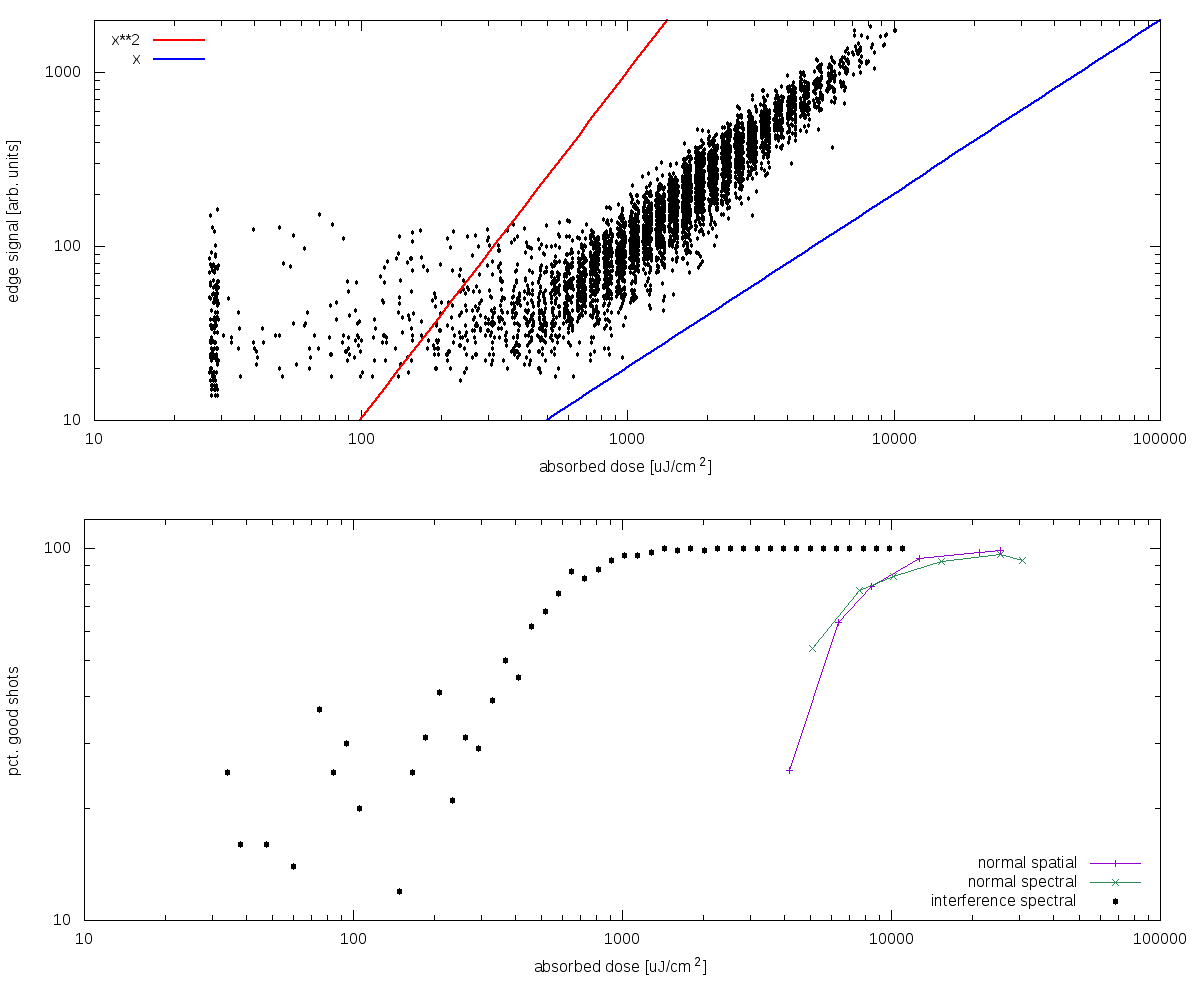 x**2
x
1000
100
10
edge signal [arb. units]
10
100
1000
10000
100000
absorbed dose [uJ/cm²]
100
10
pct. good shots
normal spatial
normal spectral
interference spectral
10
100
1000
10000
100000
absorbed dose [uJ/cm²]